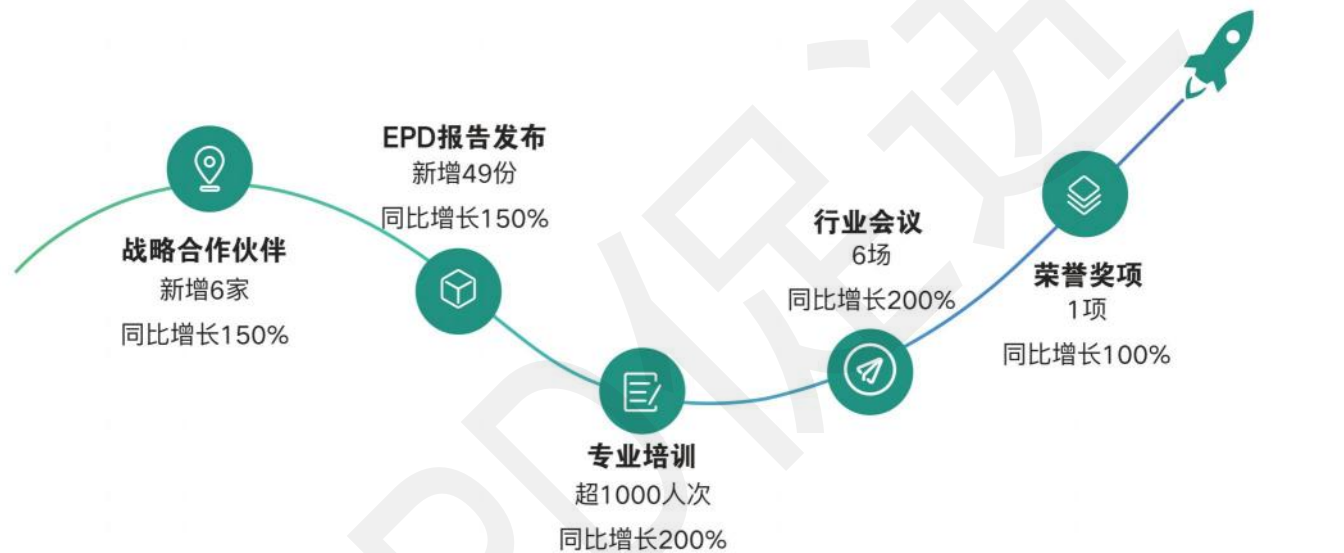 战略合作伙伴
新增6家
同比增长150%
EPD报告发布
新增49份
同比增长150%
专业培训
超1000人次
同比增长200%
行业会议
6场
同比增长200%
荣誉奖项
1项
同比增长100%